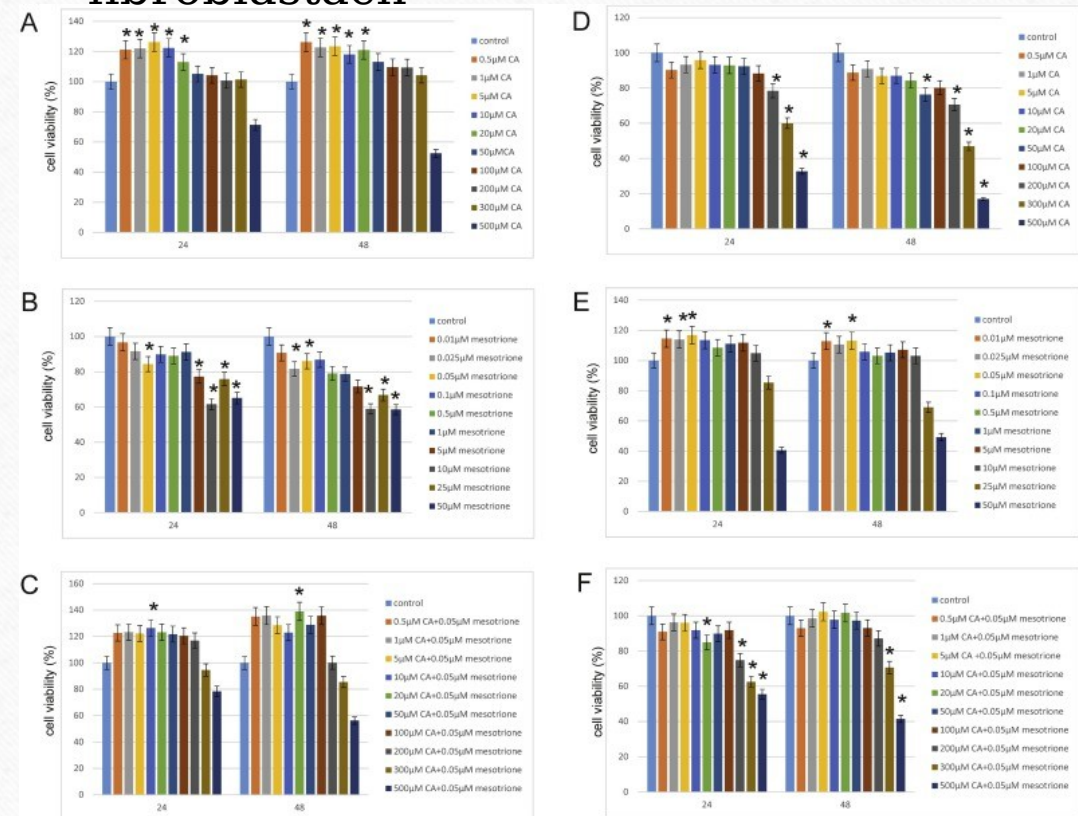 fibroblastach
A
cell viability (%)
140
120
100
80
60
40
20
0
* * * * *
* * * * *
24
48
control
0.5µM CA
1µM CA
5µM CA
10µM CA
20µM CA
50µMCA
100µM CA
200µM CA
300µM CA
500µM CA
B
cell viability (%)
120
100
80
60
40
20
0
* * * * *
* * * * *
24
48
control
0.01µM mesotrione
0.025µM mesotrione
0.05µM mesotrione
0.1µM mesotrione
0.5µM mesotrione
1µM mesotrione
5µM mesotrione
10µM mesotrione
25µM mesotrione
50µM mesotrione
C
cell viability (%)
160
140
120
100
80
60
40
20
0
*
*
24
48
control
0.5µM CA+0.05µM mesotrione
1µM CA+0.05µM mesotrione
5µM CA+0.05µM mesotrione
10µM CA+0.05µM mesotrione
20µM CA+0.05µM mesotrione
50µM CA+0.05µM mesotrione
100µM CA+0.05µM mesotrione
200µM CA+0.05µM mesotrione
300µM CA+0.05µM mesotrione
500µM CA+0.05µM mesotrione
D
cell viability (%)
120
100
80
60
40
20
0
* * *
* * * *
24
48
control
0.5µM CA
1µM CA
5µM CA
10µM CA
20µM CA
50µM CA
100µM CA
200µM CA
300µM CA
500µM CA
E
cell viability (%)
140
120
100
80
60
40
20
0
* * *
* *
24
48
control
0.01µM mesotrione
0.025µM mesotrione
0.05µM mesotrione
0.1µM mesotrione
0.5µM mesotrione
1µM mesotrione
5µM mesotrione
10µM mesotrione
25µM mesotrione
50µM mesotrione
F
cell viability (%)
120
100
80
60
40
20
0
* * * *
* *
24
48
control
0.5µM CA+0.05µM mesotrione
1µM CA+0.05µM mesotrione
5µM CA +0.05µM mesotrione
10µM CA+0.05µM mesotrione
20µM CA+0.05µM mesotrione
50µM CA+0.05µM mesotrione
100µM CA+0.05µM mesotrione
200µM CA+0.05µM mesotrione
300µM CA+0.05µM mesotrione
500µM CA+0.05µM mesotrione